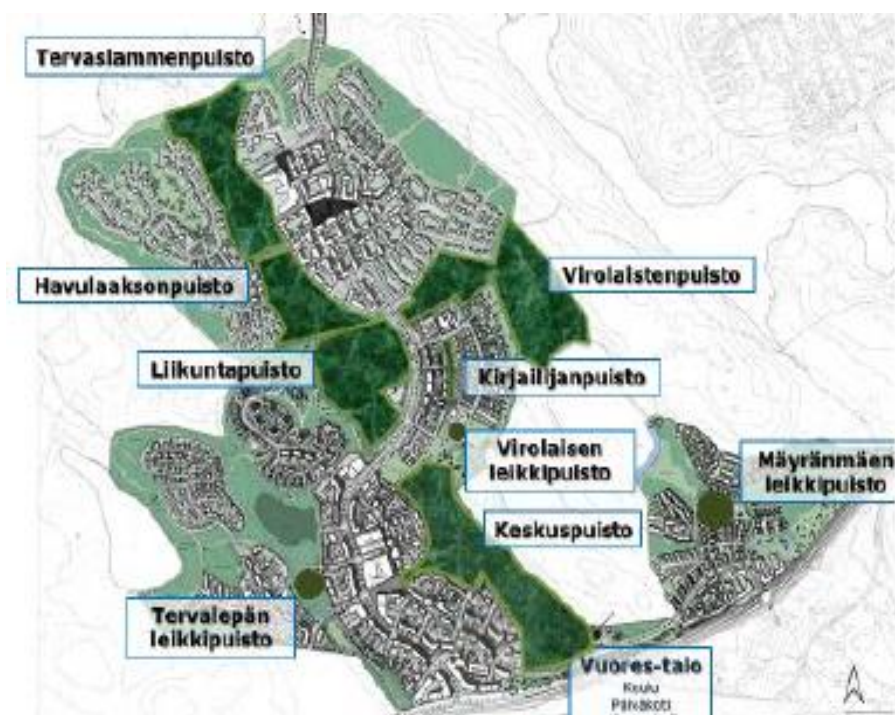 Tervaslammenpuisto
Havulaaksonpuisto
Virolaistenpuisto
Liikuntapuisto
Kirjailijanpuisto
Virolaisen
leikkipuisto
Mäyränmäen
leikkipuisto
Keskuspuisto
Tervalepän
leikkipuisto
Vuores-talo
Koulu
Päiväkoti